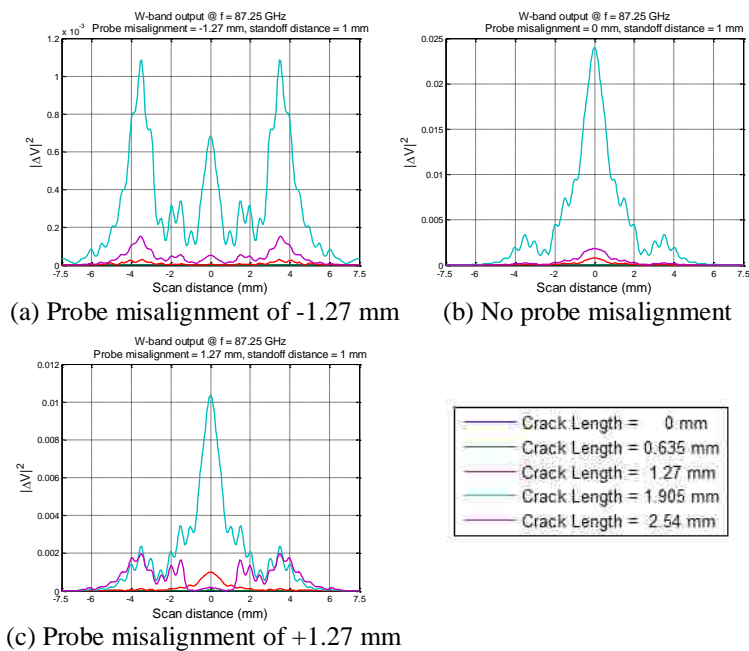 W-band output @ f = 87.25 GHz
Probe misalignment = -1.27 mm, standoff distance = 1 mm
x 10⁻³
1.2
1
0.8
0.6
0.4
0.2
0
|ΔV|²
-7.5 -6 -4 -2 0 2 4 6 7.5
Scan distance (mm)
(a) Probe misalignment of -1.27 mm
W-band output @ f = 87.25 GHz
Probe misalignment = 0 mm, standoff distance = 1 mm
0.025
0.02
0.015
0.01
0.005
0
|ΔV|²
-7.5 -6 -4 -2 0 2 4 6 7.5
Scan distance (mm)
(b) No probe misalignment
W-band output @ f = 87.25 GHz
Probe misalignment = 1.27 mm, standoff distance = 1 mm
0.012
0.01
0.008
0.006
0.004
0.002
0
|ΔV|²
-7.5 -6 -4 -2 0 2 4 6 7.5
Scan distance (mm)
(c) Probe misalignment of +1.27 mm
Crack Length = 0 mm
Crack Length = 0.635 mm
Crack Length = 1.27 mm
Crack Length = 1.905 mm
Crack Length = 2.54 mm